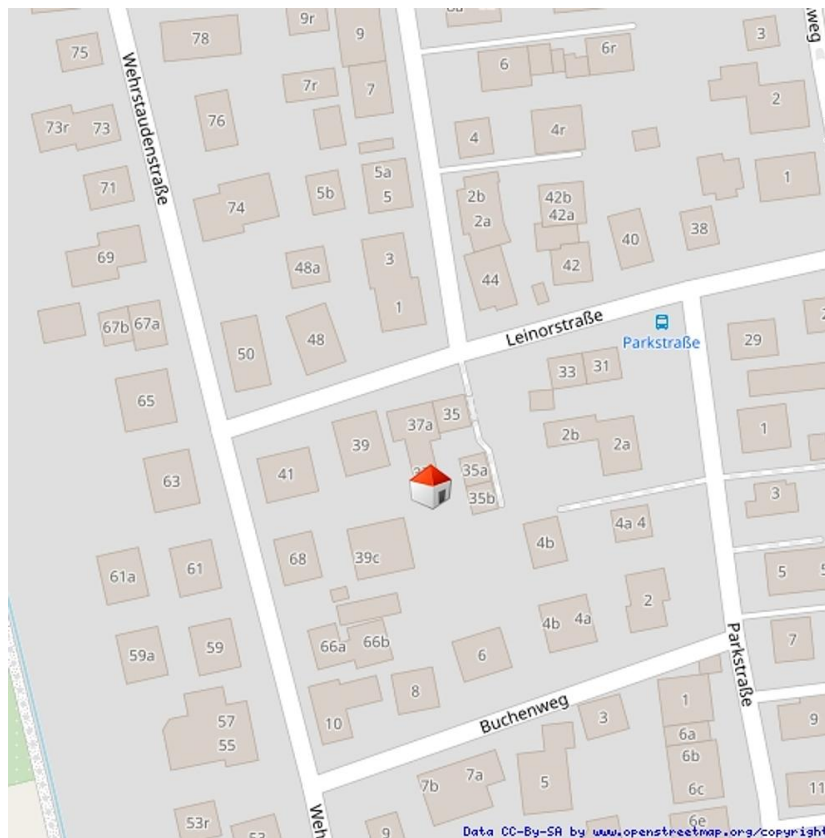 75
78
9r
9
8a
6
6r
3
weg
2
73r
73
76
7r
7
4
4r
71
74
5b
5a
5
2b
2a
42b
42a
42
40
38
1
Wehrstaudenstraße
69
67b
67a
48a
3
1
44
50
48
Leinorstraße
Parkstraße
29
33
31
65
39
37a
35
2b
2a
1
41
35a
35b
63
3
68
39c
4b
4a
4
61a
61
5
2
59a
59
66a
66b
4b
4a
7
6
8
10
Parkstraße
57
55
Buchenweg
3
1
6a
6b
6c
6e
9
7b
7a
5
11
53r
53
9
Data CC-By-SA by www.openstreetmap.org/copyright